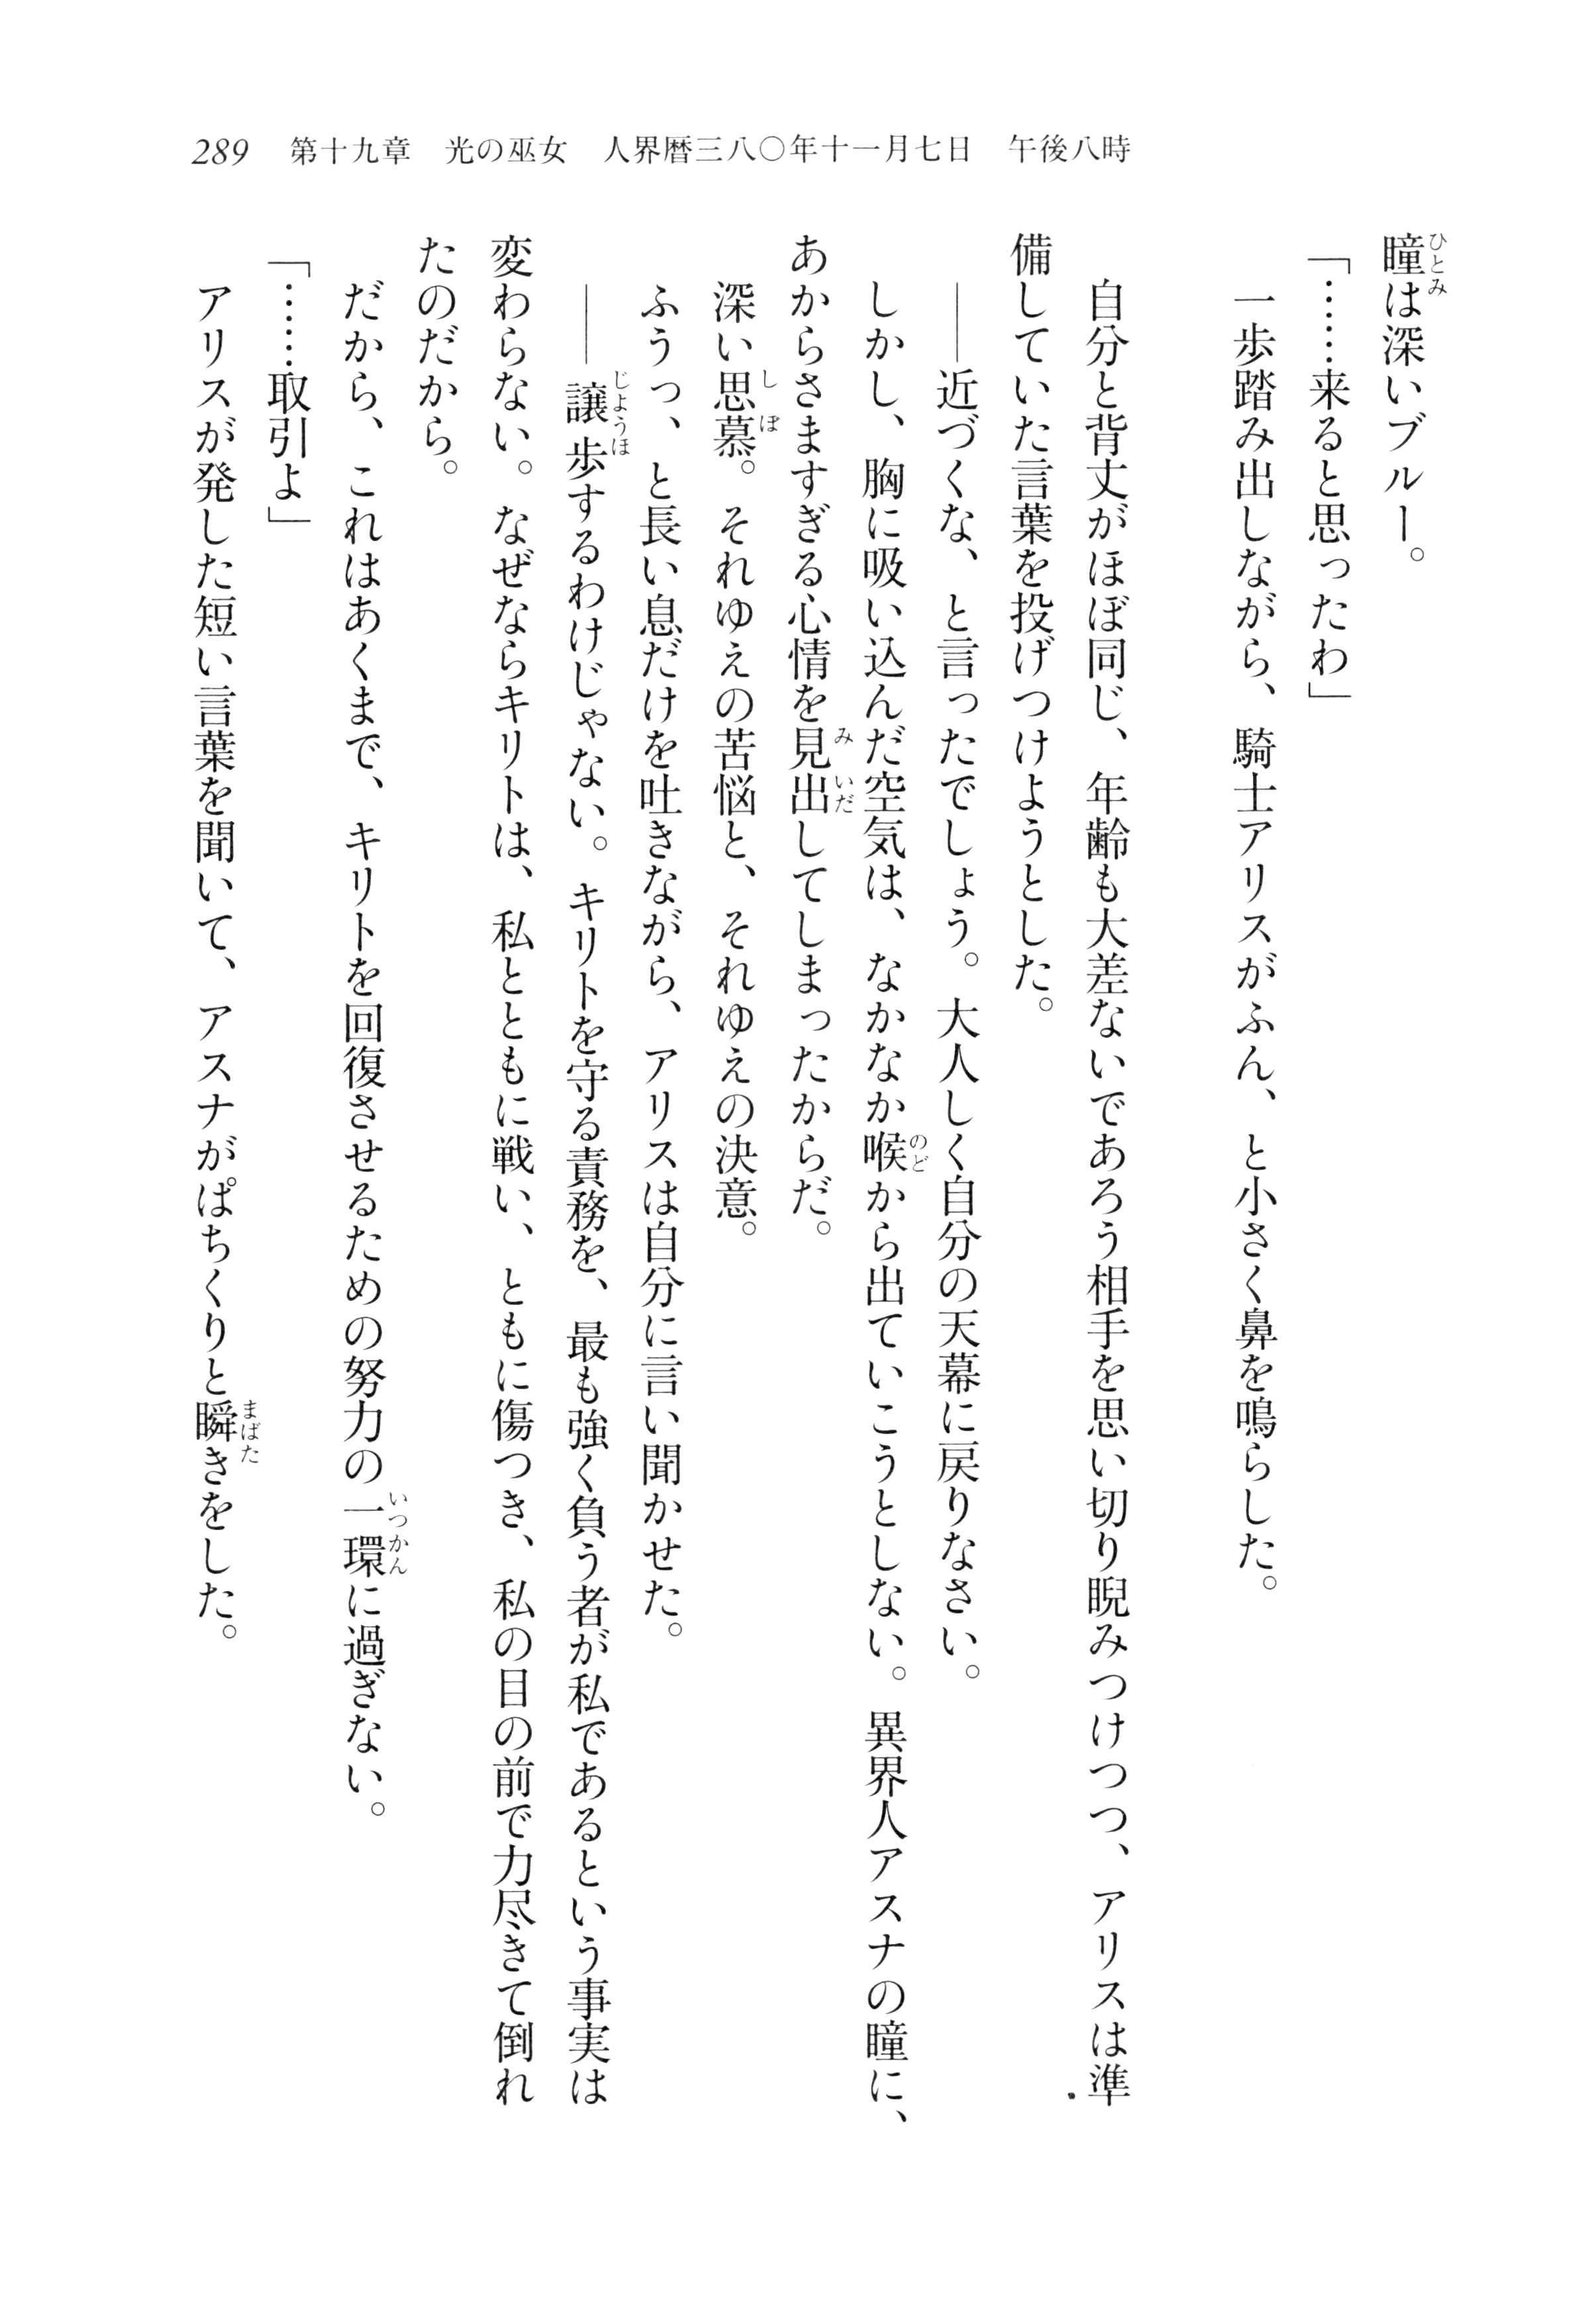 289　第十九章　光の巫女　人界暦三八〇年十一月七日　午後八時
瞳は深いブルー。
「……来ると思ったわ」
一歩踏み出しながら、騎士アリスがふん、と小さく鼻を鳴らした。
自分と背丈がほぼ同じ、年齢も大差ないであろう相手を思い切り睨みつけつつ、アリスは準
備していた言葉を投げつけようとした。
――近づくな、と言ったでしょう。大人しく自分の天幕に戻りなさい。
しかし、胸に吸い込んだ空気は、なかなか喉から出ていこうとしない。異界人アスナの瞳に、
あからさますぎる心情を見出してしまったからだ。
深い思慕。それゆえの苦悩と、それゆえの決意。
ふうっ、と長い息だけを吐きながら、アリスは自分に言い聞かせた。
――譲歩するわけじゃない。キリトを守る責務を、最も強く負う者が私であるという事実は
変わらない。なぜならキリトは、私とともに戦い、ともに傷つき、私の目の前で力尽きて倒れ
たのだから。
だから、これはあくまで、キリトを回復させるための努力の一環に過ぎない。
「……取引よ」
アリスが発した短い言葉を聞いて、アスナがぱちくりと瞬きをした。